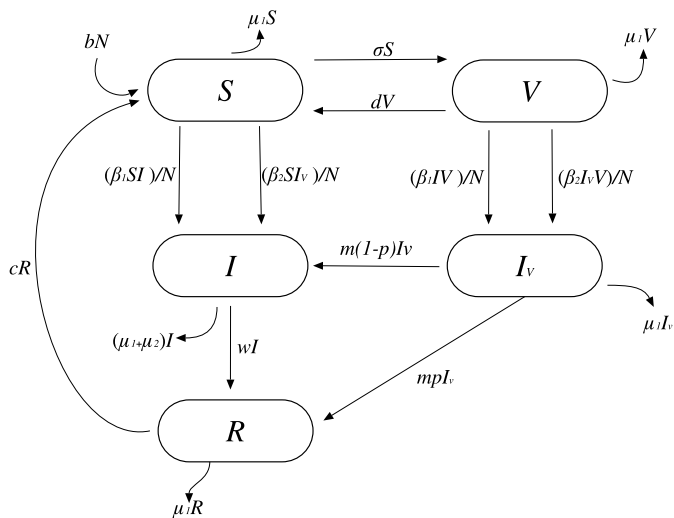 μ₁S
bN
μ₁V
σS
S
V
dV
(β₁SI )/N
(β₂SIᵥ )/N
(β₁IV )/N
(β₂IᵥV)/N
m(1-p)Iv
I
Iᵥ
cR
μ₁Iᵥ
(μ₁+μ₂)I
wI
mpIᵥ
R
μ₁R